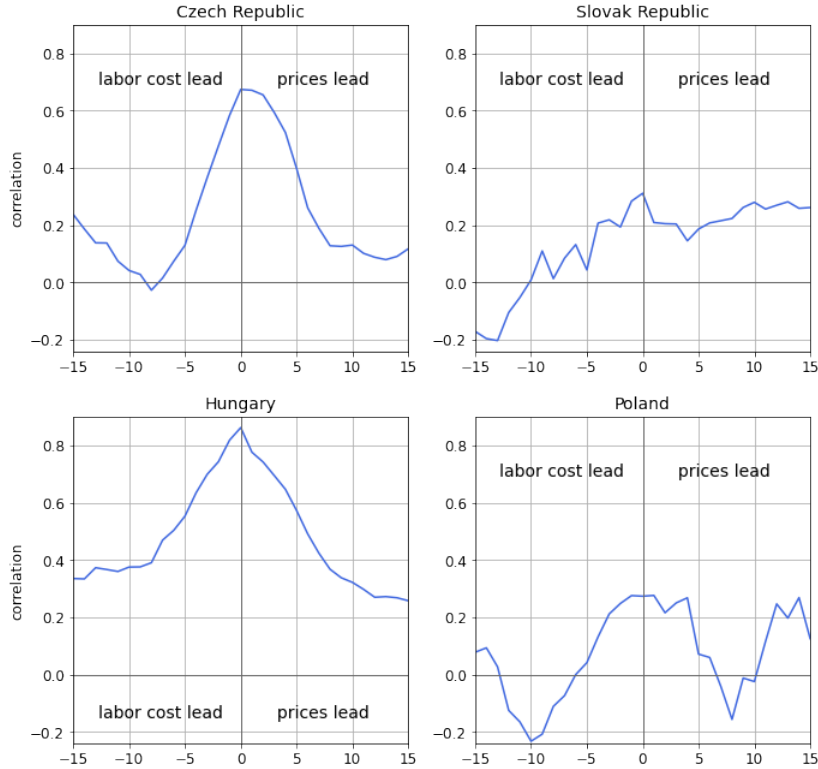 Czech Republic
Slovak Republic
0.8
0.6
0.4
0.2
0.0
−0.2
correlation
labor cost lead
prices lead
−15 −10 −5 0 5 10 15
0.8
0.6
0.4
0.2
0.0
−0.2
labor cost lead
prices lead
−15 −10 −5 0 5 10 15
Hungary
Poland
0.8
0.6
0.4
0.2
0.0
−0.2
correlation
labor cost lead
prices lead
−15 −10 −5 0 5 10 15
0.8
0.6
0.4
0.2
0.0
−0.2
labor cost lead
prices lead
−15 −10 −5 0 5 10 15